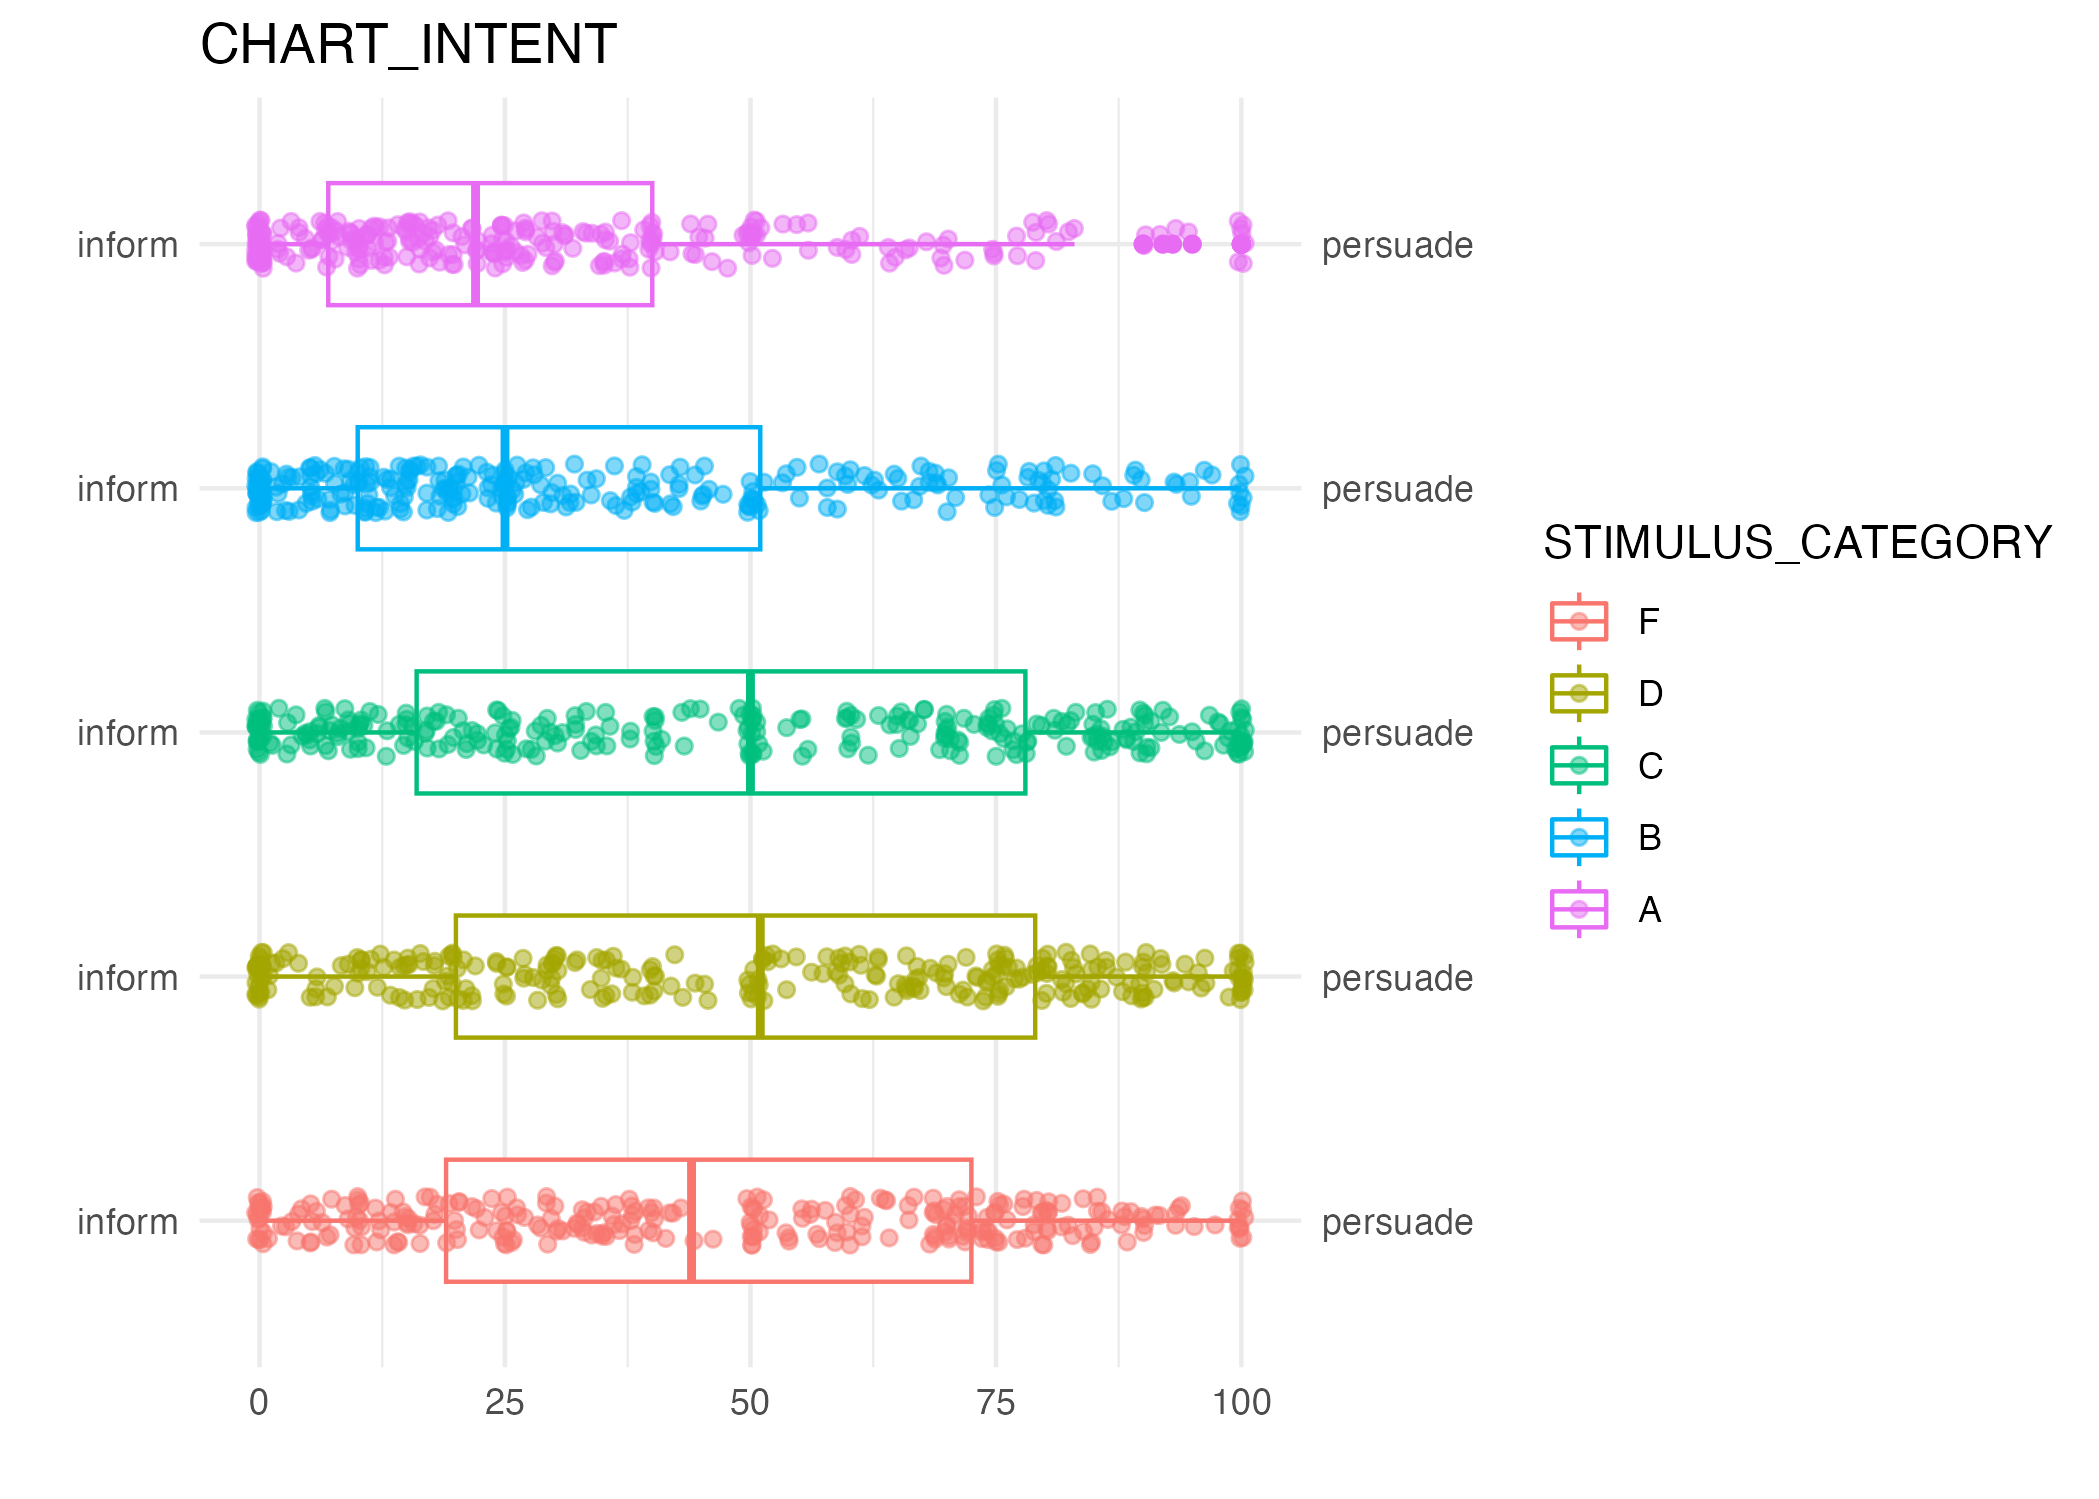 CHART_INTENT
inform persuade
inform persuade
inform persuade
inform persuade
inform persuade
0 25 50 75 100
STIMULUS_CATEGORY
F
D
C
B
A